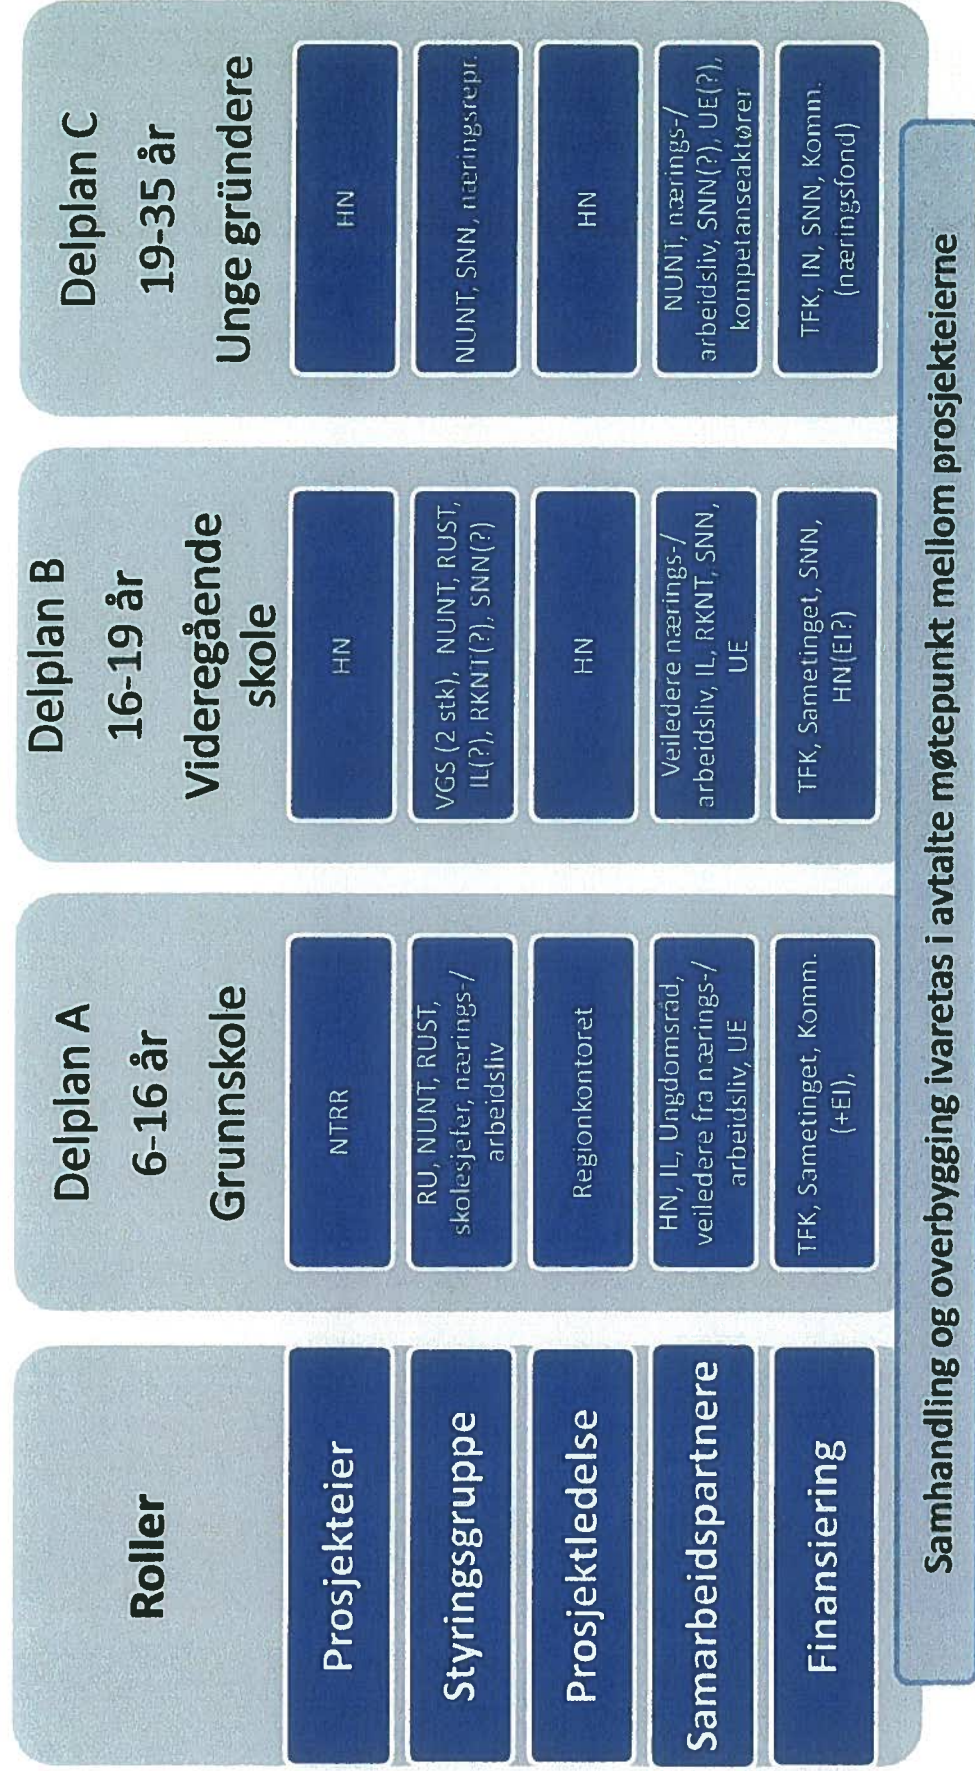 Roller
Prosjekteier
Styringsgruppe
Prosjektledelse
Samarbeidspartnere
Finansiering
Delplan A
6-16 år
Grunnskole
NTRR
RU, NUNT, RUST,
skolesjefer, nærings-/
arbeidsliv
Regionkontoret
HN, IL, Ungdomsråd,
veiledere fra nærings-/
arbeidsliv, UE
TFK, Sametinget, Komm.
(+EI),
Delplan B
16-19 år
Videregående
skole
HN
VGS (2 stk), NUNT, RUST,
IL(?), RKNT(?), SNN(?)
HN
Veiledere nærings-/
arbeidsliv, IL, RKNT, SNN,
UE
TFK, Sametinget, SNN,
HN(EI?)
Delplan C
19-35 år
Unge gründere
HN
NUNT, SNN, næringsrepr.
HN
NUNT, nærings-/
arbeidsliv, SNN(?), UE(?),
kompetanseaktører
TFK, IN, SNN, Komm.
(næringsfond)
Samhandling og overbygging ivaretas i avtalte møtepunkt mellom prosjekteierne